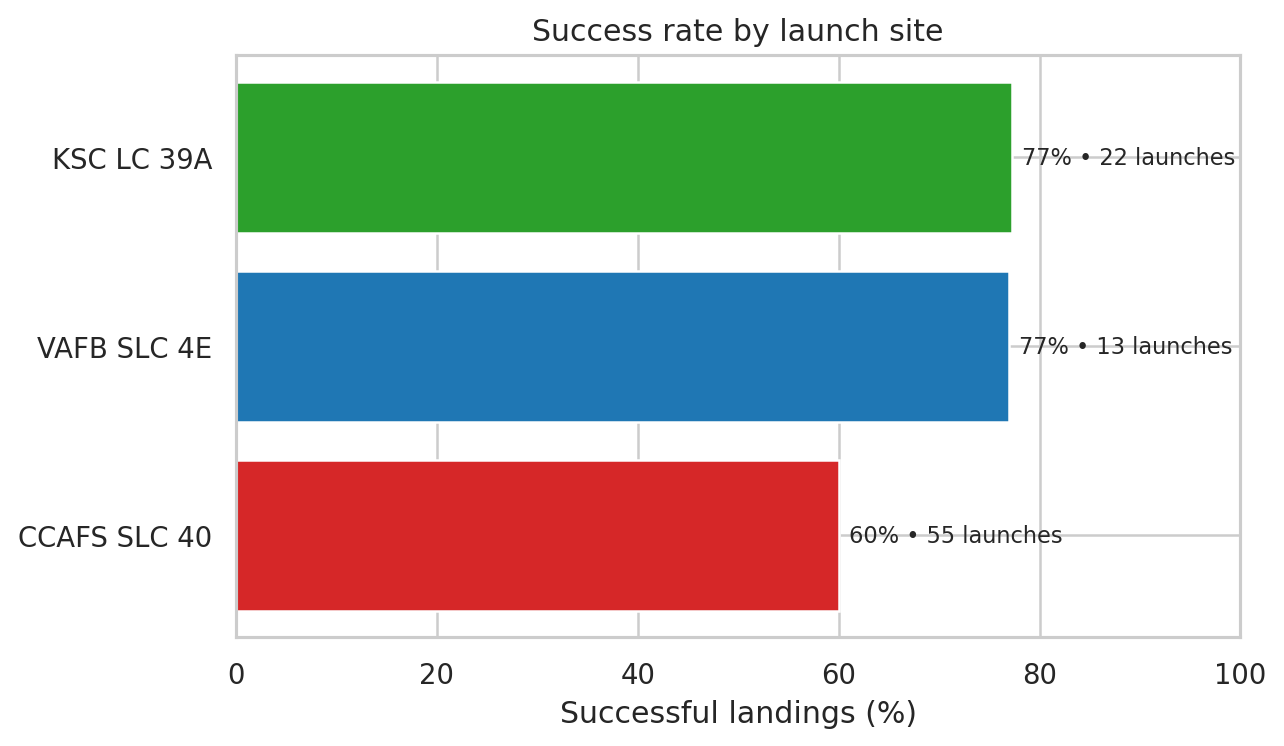 Success rate by launch site
KSC LC 39A
77% • 22 launches
VAFB SLC 4E
77% • 13 launches
CCAFS SLC 40
60% • 55 launches
0 20 40 60 80 100
Successful landings (%)